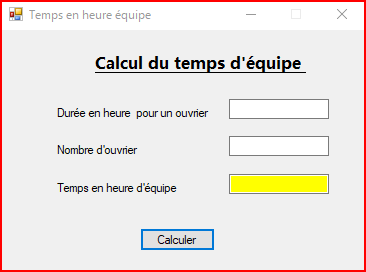 Temps en heure équipe
Calcul du temps d'équipe
Durée en heure pour un ouvrier
Nombre d'ouvrier
Temps en heure d'équipe
Calculer